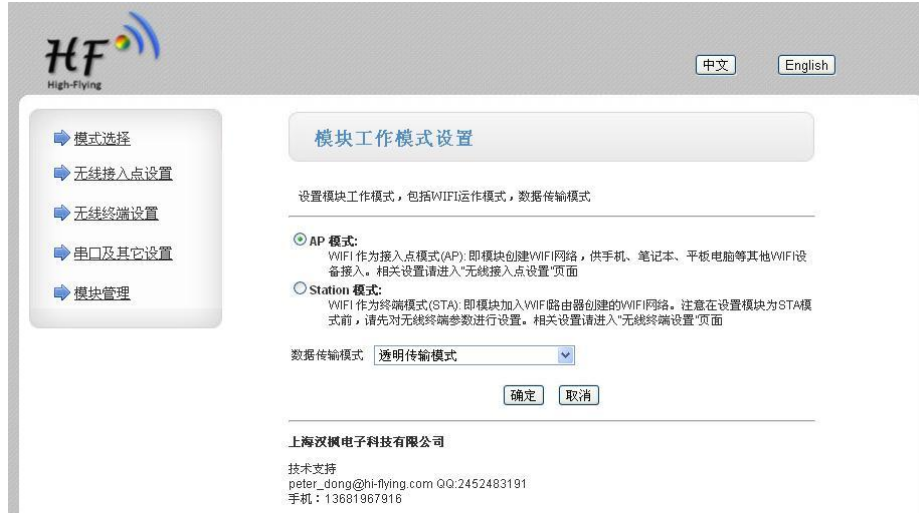 HF
High-Flying
中文
English
模式选择
无线接入点设置
无线终端设置
串口及其它设置
模块管理
模块工作模式设置
设置模块工作模式，包括WIFI运作模式，数据传输模式
AP 模式:
WIFI 作为接入点模式(AP): 即模块创建WIFI网络，供手机、笔记本、平板电脑等其他WIFI设
备接入。相关设置请进入"无线接入点设置"页面
Station 模式:
WIFI 作为终端模式(STA): 即模块加入WIFI路由器创建的WIFI网络。注意在设置模块为STA模
式前，请先对无线终端参数进行设置。相关设置请进入"无线终端设置"页面
数据传输模式 透明传输模式
确定 取消
上海汉枫电子科技有限公司
技术支持
peter_dong@hi-flying.com QQ:2452483191
手机：13681967916